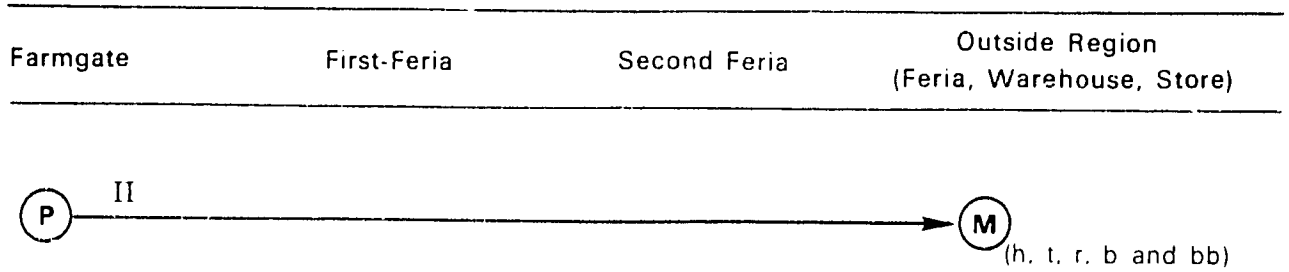 Farmgate First-Feria Second Feria Outside Region
(Feria, Warehouse, Store)
II
P M
(h. t. r. b and bb)